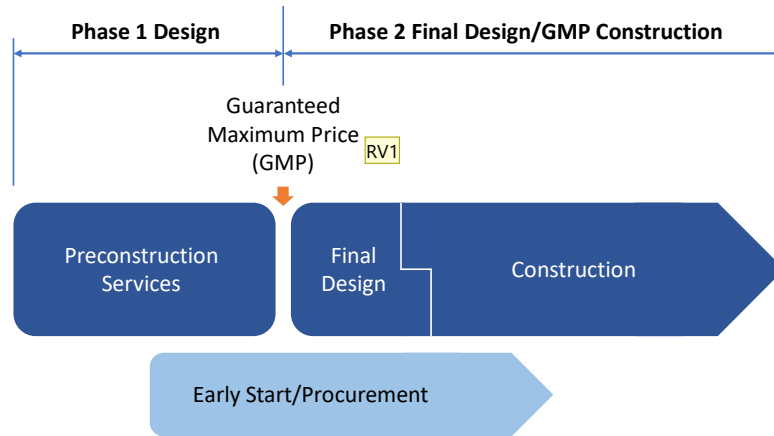 Phase 1 Design
Phase 2 Final Design/GMP Construction
Guaranteed
Maximum Price
(GMP)
RV1
Preconstruction
Services
Final
Design
Construction
Early Start/Procurement